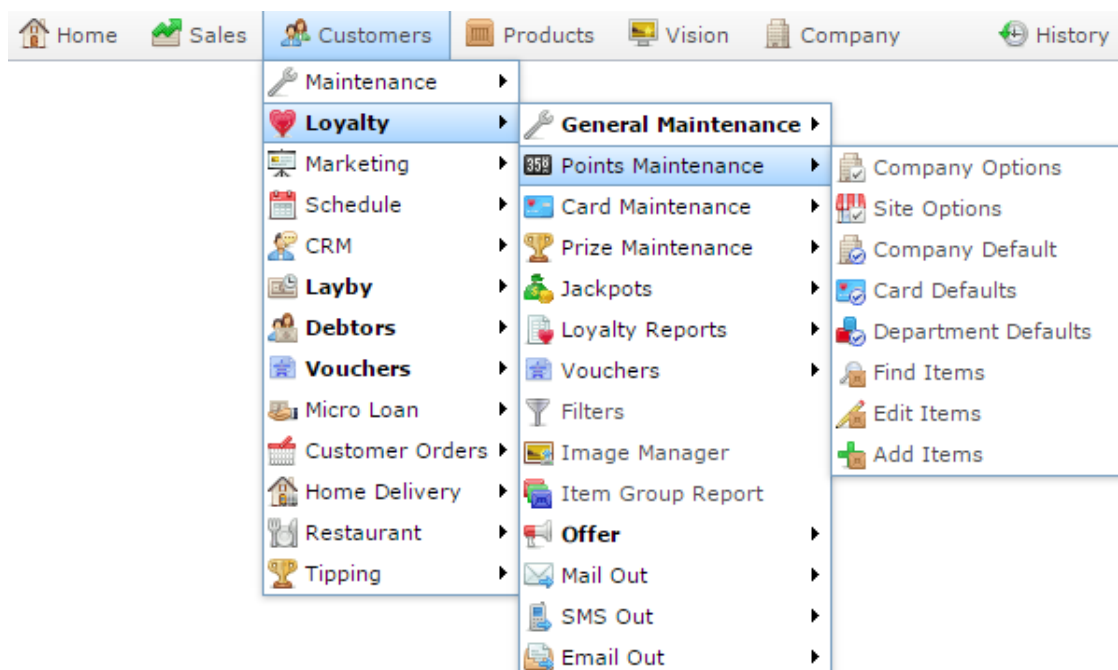 Home Sales Customers Products Vision Company History
Maintenance
Loyalty
Marketing
Schedule
CRM
Layby
Debtors
Vouchers
Micro Loan
Customer Orders
Home Delivery
Restaurant
Tipping
General Maintenance
Points Maintenance
Card Maintenance
Prize Maintenance
Jackpots
Loyalty Reports
Vouchers
Filters
Image Manager
Item Group Report
Offer
Mail Out
SMS Out
Email Out
Company Options
Site Options
Company Default
Card Defaults
Department Defaults
Find Items
Edit Items
Add Items